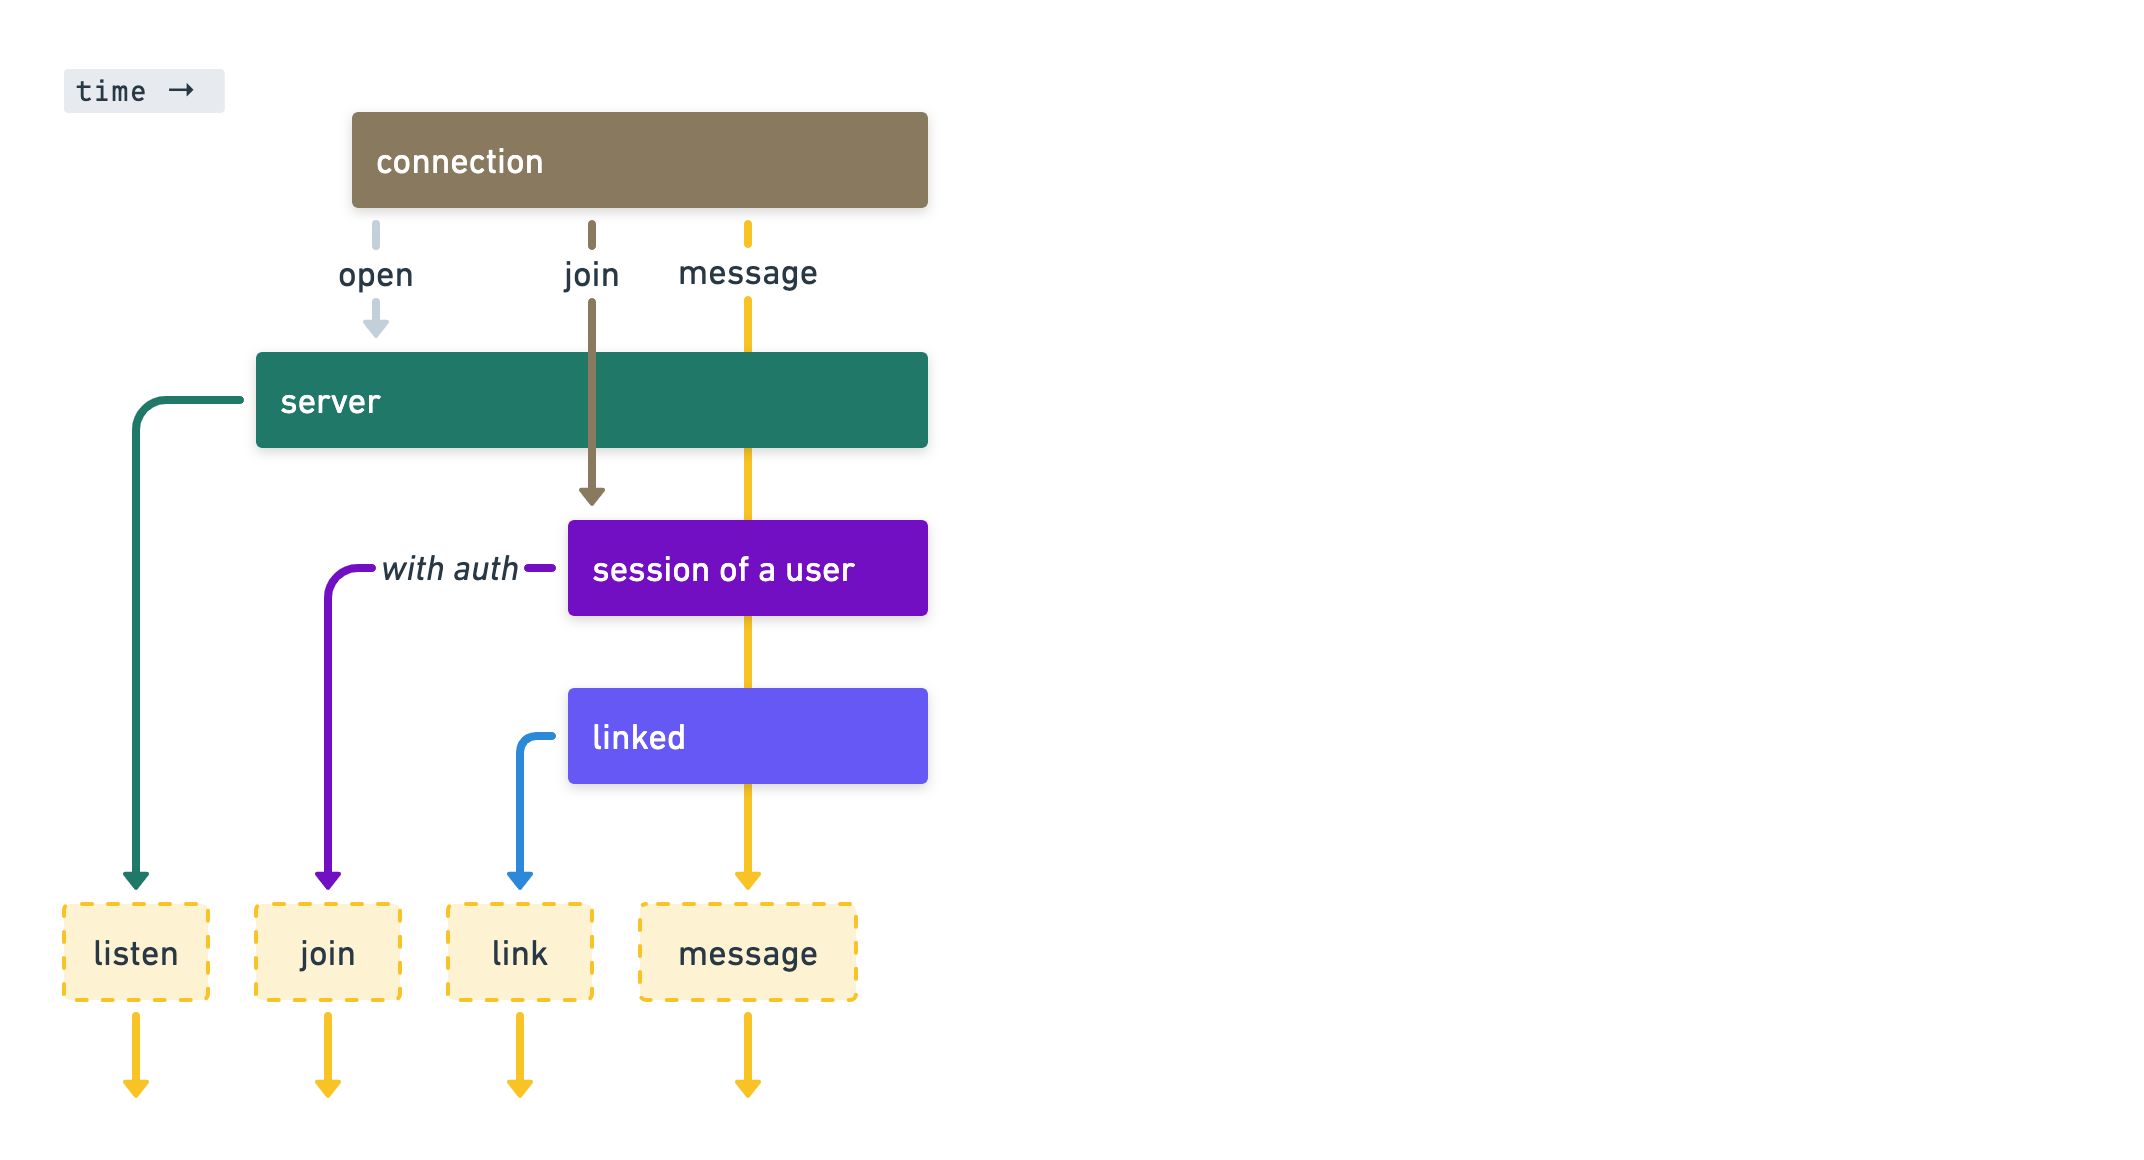 time →
connection
open
join
message
server
with auth
session of a user
linked
listen
join
link
message